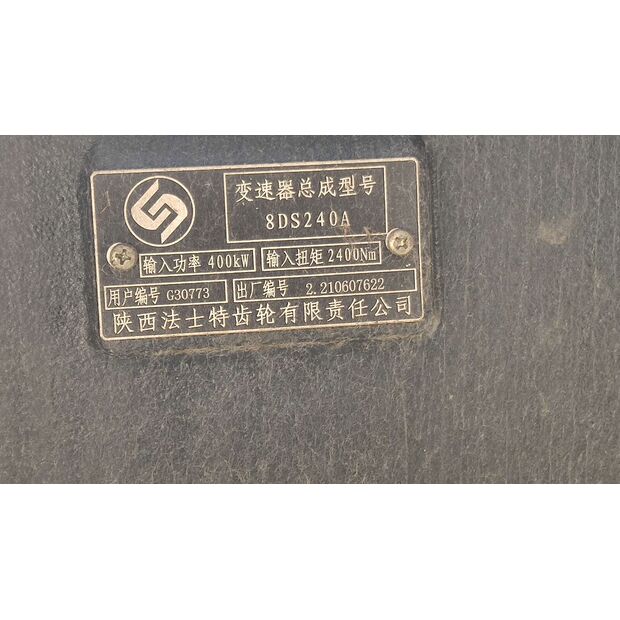 变速器总成型号
8DS240A
输入功率 400kW 输入扭矩 2400Nm
用户编号 G30773 出厂编号 2.210607622
陕西法士特齿轮有限责任公司